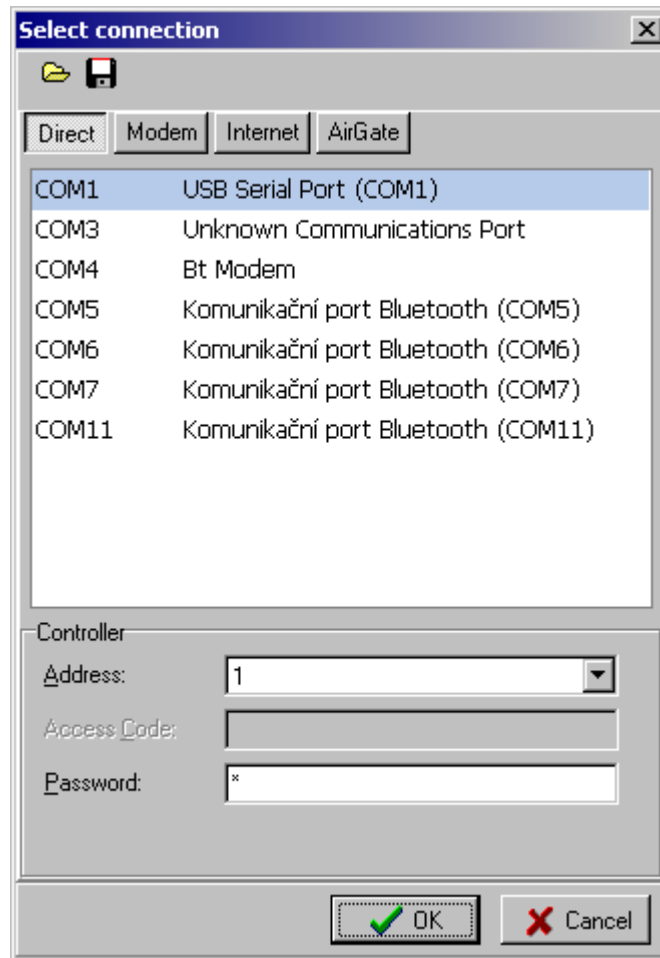 Select connection
Direct Modem Internet AirGate
COM1 USB Serial Port (COM1)
COM3 Unknown Communications Port
COM4 Bt Modem
COM5 Komunikační port Bluetooth (COM5)
COM6 Komunikační port Bluetooth (COM6)
COM7 Komunikační port Bluetooth (COM7)
COM11 Komunikační port Bluetooth (COM11)
Controller
Address: 1
Access Code:
Password: *
OK Cancel